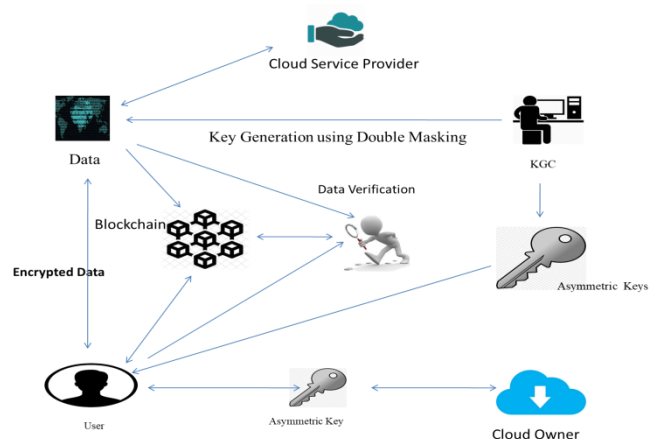 Cloud Service Provider
Key Generation using Double Masking
Data
KGC
Data Verification
Blockchain
Encrypted Data
Asymmetric Keys
User
Asymmetric Key
Cloud Owner